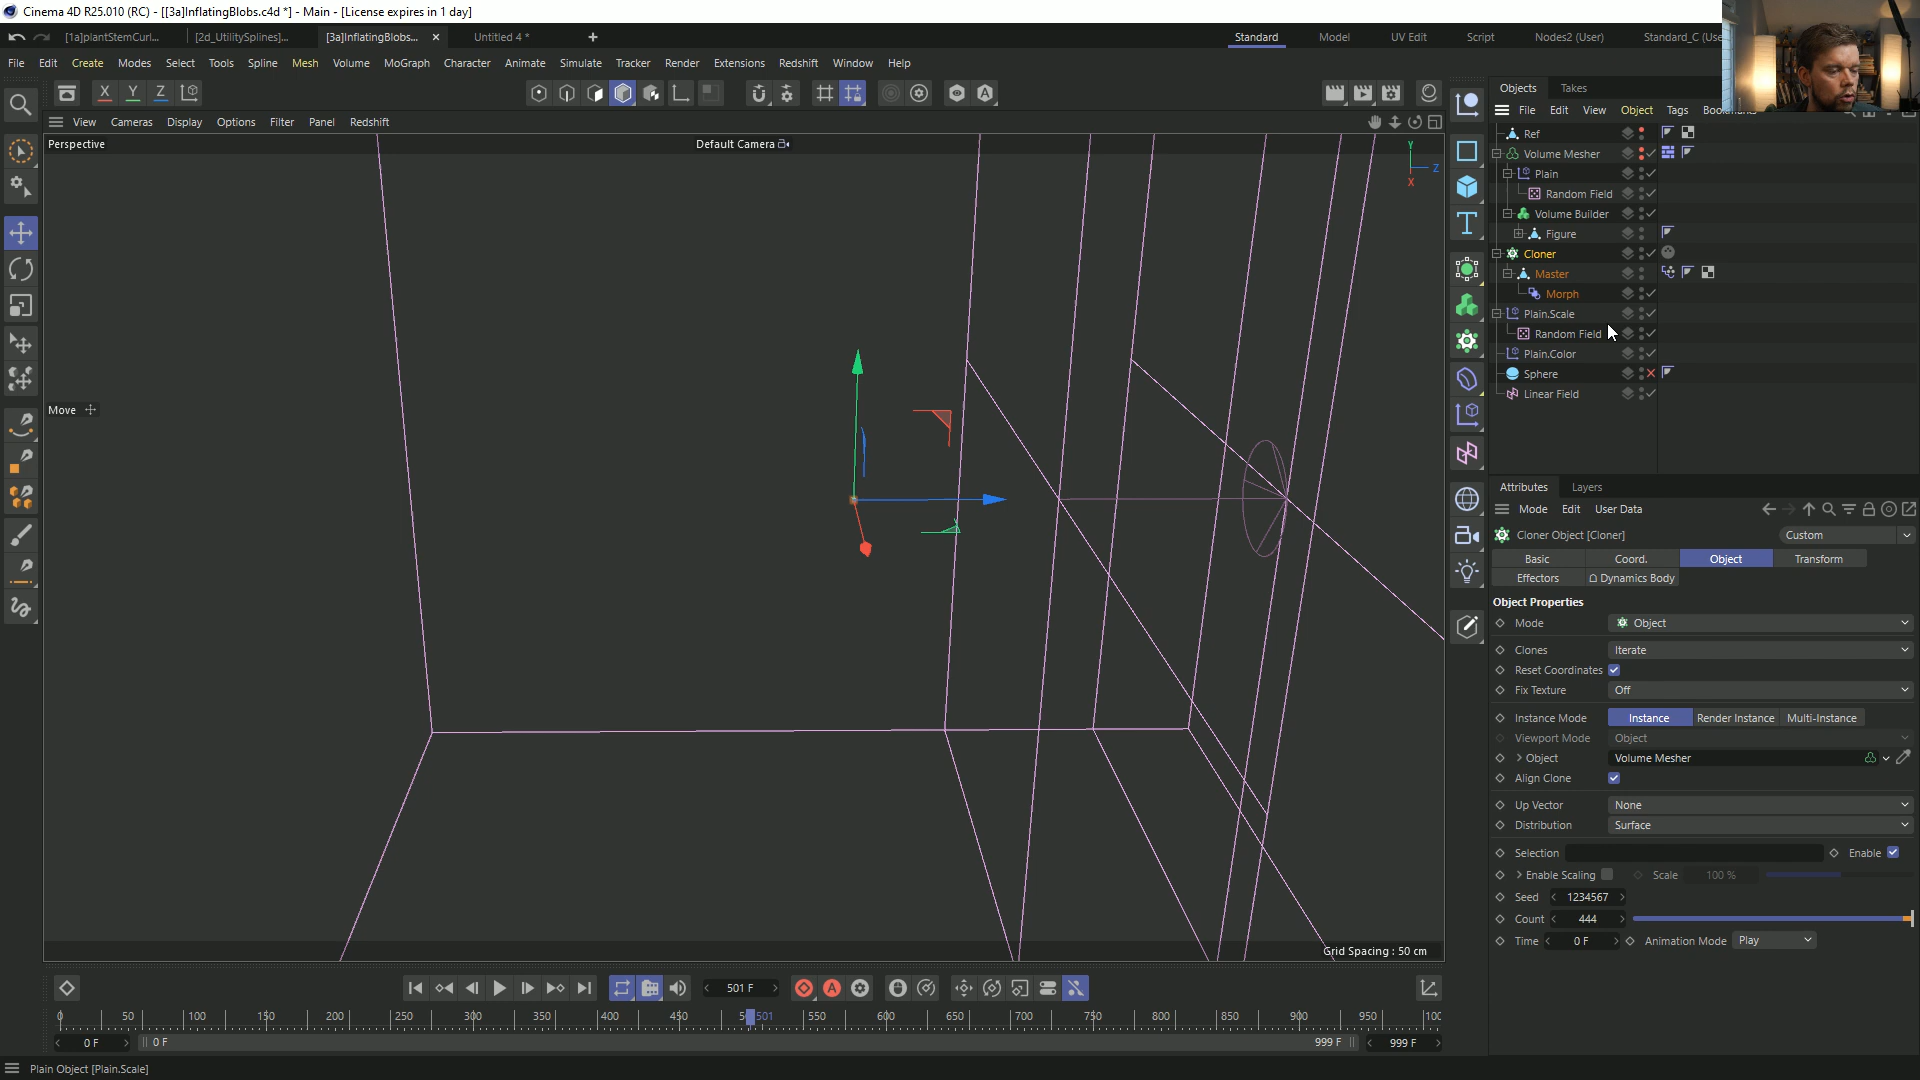 Cinema 4D R25.010 (RC) - [[3a]InflatingBlobs.c4d *] - Main - [License expires in 1 day]
[1a]plantStemCurl...
[2d_UtilitySplines]...
[3a]InflatingBlobs...
Untitled 4 *
Standard
Model
UV Edit
Script
Nodes2 (User)
Standard_C (Use
File Edit Create Modes Select Tools Spline Mesh Volume MoGraph Character Animate Simulate Tracker Render Extensions Redshift Window Help
X Y Z
Objects Takes
File Edit View Object Tags
View Cameras Display Options Filter Panel Redshift
Perspective
Default Camera
Y
Z
X
Move
Grid Spacing : 50 cm
Ref
Volume Mesher
Plain
Random Field
Volume Builder
Figure
Cloner
Master
Morph
Plain.Scale
Random Field
Plain.Color
Sphere
Linear Field
Attributes Layers
Mode Edit User Data
Cloner Object [Cloner]
Custom
Basic Coord. Object Transform
Effectors Dynamics Body
Object Properties
Mode Object
Clones Iterate
Reset Coordinates
Fix Texture Off
Instance Mode Instance Render Instance Multi-Instance
Viewport Mode Object
> Object Volume Mesher
Align Clone
Up Vector None
Distribution Surface
Selection Enable
> Enable Scaling Scale 100 %
Seed 1234567
Count 444
Time 0 F Animation Mode Play
501 F
0 50 100 150 200 250 300 350 400 450 501 550 600 650 700 750 800 850 900 950 100
0 F 0 F 999 F 999 F
Plain Object [Plain.Scale]